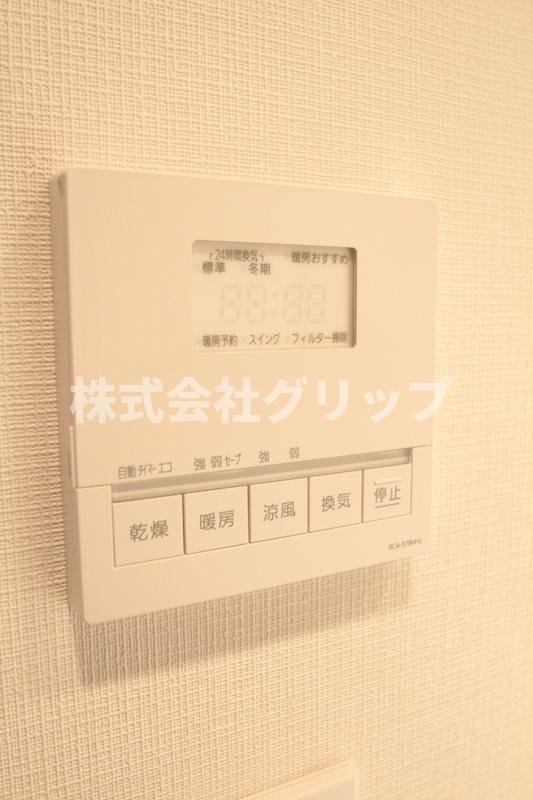 ┌24時間換気┐ 暖房おすすめ
標準 冬期
88:88
暖房予約 スイング フィルター掃除
株式会社グリップ
自動 タイマー エコ 強 弱 セーブ 強 弱
乾燥 暖房 涼風 換気 停止